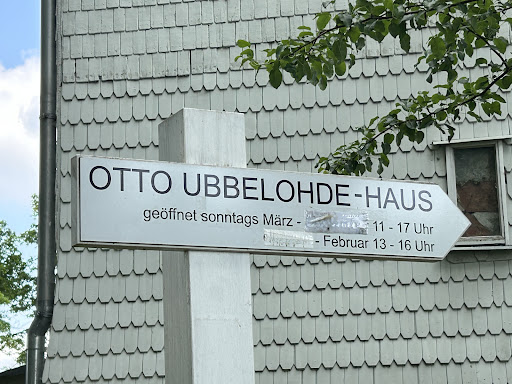 OTTO UBBELOHDE-HAUS
geöffnet sonntags März - 11 - 17 Uhr
- Februar 13 - 16 Uhr